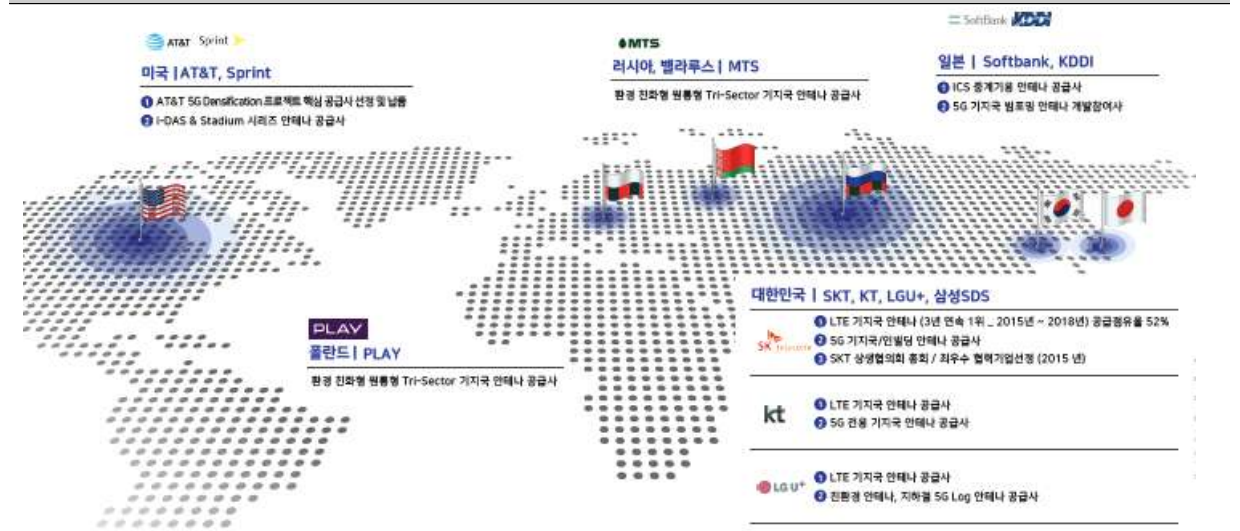 AT&T Sprint
미국 | AT&T, Sprint
1 AT&T 5G Densification 프로젝트 핵심 공급사 선정 및 납품
2 i-DAS & Stadium 시리즈 안테나 공급사
MTS
러시아, 벨라루스 | MTS
환경 친화형 원통형 Tri-Sector 기지국 안테나 공급사
SoftBank KDDI
일본 | Softbank, KDDI
1 ICS 중계기용 안테나 공급사
2 5G 기지국 빔포밍 안테나 개발참여사
PLAY
폴란드 | PLAY
환경 친화형 원통형 Tri-Sector 기지국 안테나 공급사
대한민국 | SKT, KT, LGU+, 삼성SDS
SK telecom
1 LTE 기지국 안테나 (3년 연속 1위 _ 2015년 ~ 2018년) 공급점유율 52%
2 5G 기지국/인빌딩 안테나 공급사
3 SKT 상생협의회 총회 / 최우수 협력기업선정 (2015 년)
kt
1 LTE 기지국 안테나 공급사
2 5G 전용 기지국 안테나 공급사
LG U+
1 LTE 기지국 안테나 공급사
2 친환경 안테나, 지하철 5G Log 안테나 공급사